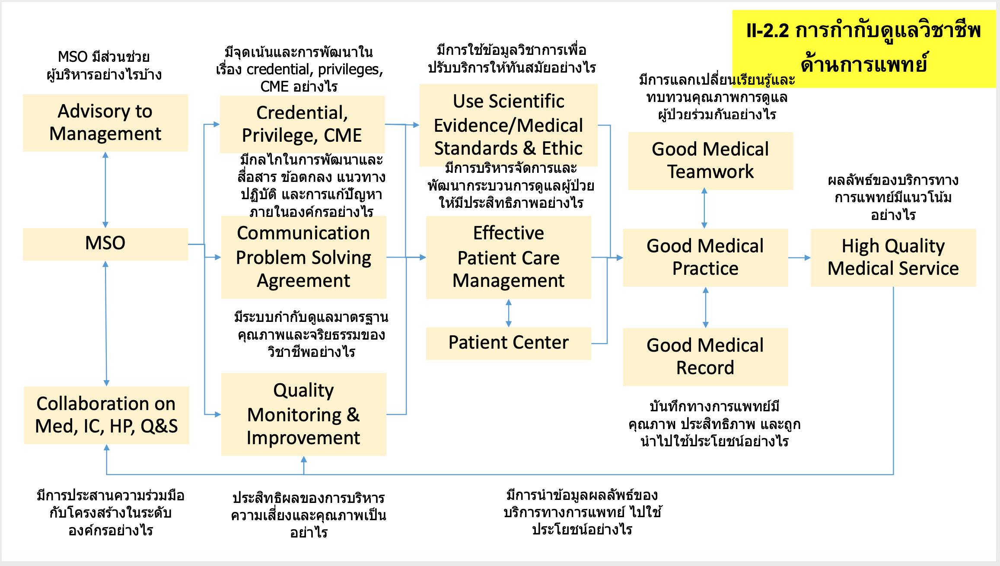 II-2.2 การกำกับดูแลวิชาชีพ
ด้านการแพทย์
MSO มีส่วนช่วย
ผู้บริหารอย่างไรบ้าง
Advisory to
Management
MSO
Collaboration on
Med, IC, HP, Q&S
มีการประสานความร่วมมือ
กับโครงสร้างในระดับ
องค์กรอย่างไร
มีจุดเน้นและการพัฒนาใน
เรื่อง credential, privileges,
CME อย่างไร
Credential,
Privilege, CME
มีกลไกในการพัฒนาและ
สื่อสาร ข้อตกลง แนวทาง
ปฏิบัติ และการแก้ปัญหา
ภายในองค์กรอย่างไร
Communication
Problem Solving
Agreement
มีระบบกำกับดูแลมาตรฐาน
คุณภาพและจริยธรรมของ
วิชาชีพอย่างไร
Quality
Monitoring &
Improvement
ประสิทธิผลของการบริหาร
ความเสี่ยงและคุณภาพเป็น
อย่าไร
มีการใช้ข้อมูลวิชาการเพื่อ
ปรับบริการให้ทันสมัยอย่างไร
Use Scientific
Evidence/Medical
Standards & Ethic
มีการบริหารจัดการและ
พัฒนากระบวนการดูแลผู้ป่วย
ให้มีประสิทธิภาพอย่างไร
Effective
Patient Care
Management
Patient Center
มีการนำข้อมูลผลลัพธ์ของ
บริการทางการแพทย์ ไปใช้
ประโยชน์อย่างไร
มีการแลกเปลี่ยนเรียนรู้และ
ทบทวนคุณภาพการดูแล
ผู้ป่วยร่วมกันอย่างไร
Good Medical
Teamwork
Good Medical
Practice
Good Medical
Record
บันทึกทางการแพทย์มี
คุณภาพ ประสิทธิภาพ และถูก
นำไปใช้ประโยชน์อย่างไร
ผลลัพธ์ของบริการทาง
การแพทย์มีแนวโน้ม
อย่างไร
High Quality
Medical Service